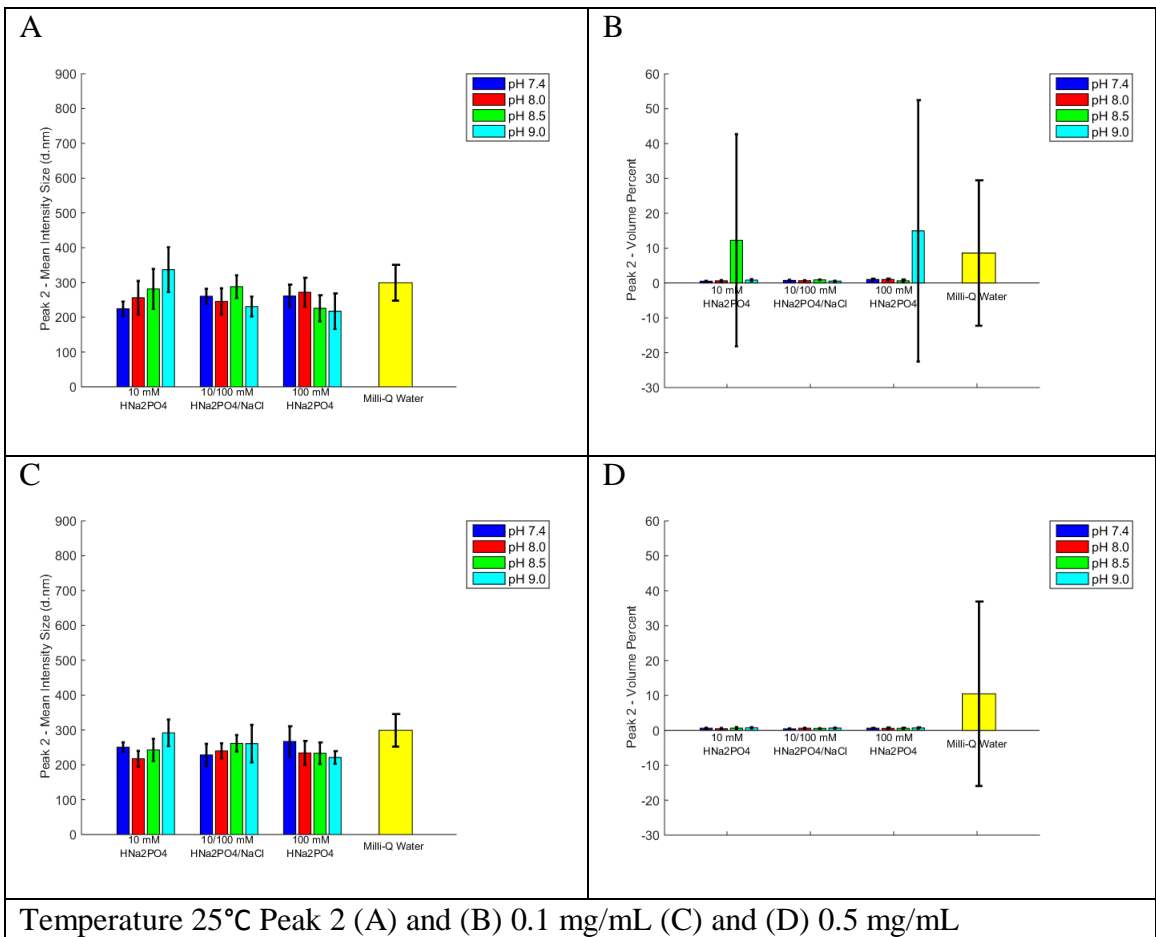 A
Peak 2 - Mean Intensity Size (d.nm)
900
800
700
600
500
400
300
200
100
0
10 mM
HNa2PO4
10/100 mM
HNa2PO4/NaCl
100 mM
HNa2PO4
Milli-Q Water
pH 7.4
pH 8.0
pH 8.5
pH 9.0
B
Peak 2 - Volume Percent
60
50
40
30
20
10
0
-10
-20
-30
10 mM
HNa2PO4
10/100 mM
HNa2PO4/NaCl
100 mM
HNa2PO4
Milli-Q Water
pH 7.4
pH 8.0
pH 8.5
pH 9.0
C
Peak 2 - Mean Intensity Size (d.nm)
900
800
700
600
500
400
300
200
100
0
10 mM
HNa2PO4
10/100 mM
HNa2PO4/NaCl
100 mM
HNa2PO4
Milli-Q Water
pH 7.4
pH 8.0
pH 8.5
pH 9.0
D
Peak 2 - Volume Percent
60
50
40
30
20
10
0
-10
-20
-30
10 mM
HNa2PO4
10/100 mM
HNa2PO4/NaCl
100 mM
HNa2PO4
Milli-Q Water
pH 7.4
pH 8.0
pH 8.5
pH 9.0
Temperature 25°C Peak 2 (A) and (B) 0.1 mg/mL (C) and (D) 0.5 mg/mL